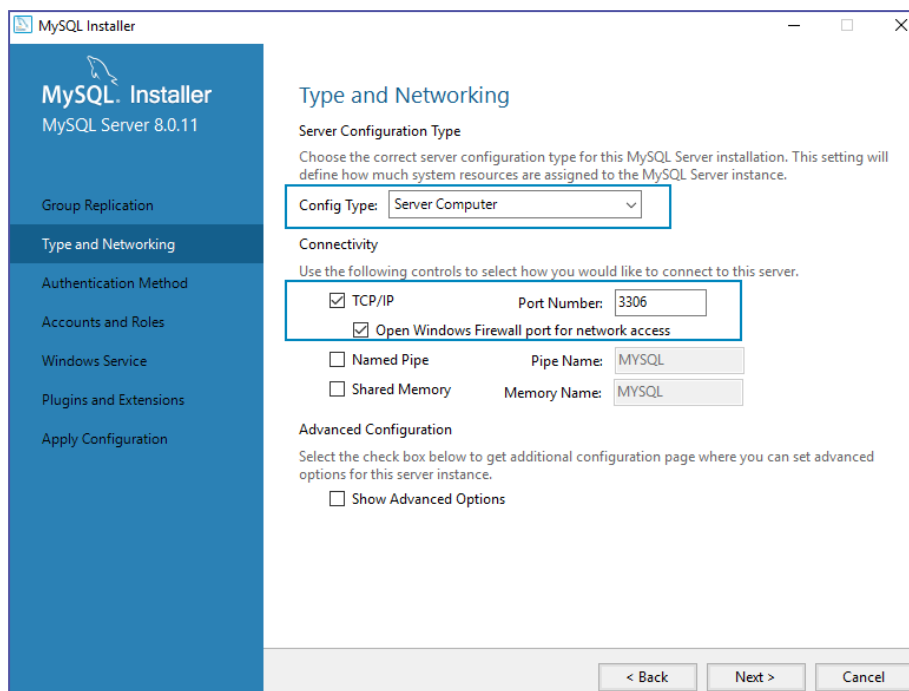 MySQL Installer
MySQL. Installer
MySQL Server 8.0.11
Group Replication
Type and Networking
Authentication Method
Accounts and Roles
Windows Service
Plugins and Extensions
Apply Configuration
Type and Networking
Server Configuration Type
Choose the correct server configuration type for this MySQL Server installation. This setting will
define how much system resources are assigned to the MySQL Server instance.
Config Type: Server Computer
Connectivity
Use the following controls to select how you would like to connect to this server.
TCP/IP Port Number: 3306
Open Windows Firewall port for network access
Named Pipe Pipe Name: MYSQL
Shared Memory Memory Name: MYSQL
Advanced Configuration
Select the check box below to get additional configuration page where you can set advanced
options for this server instance.
Show Advanced Options
< Back Next > Cancel